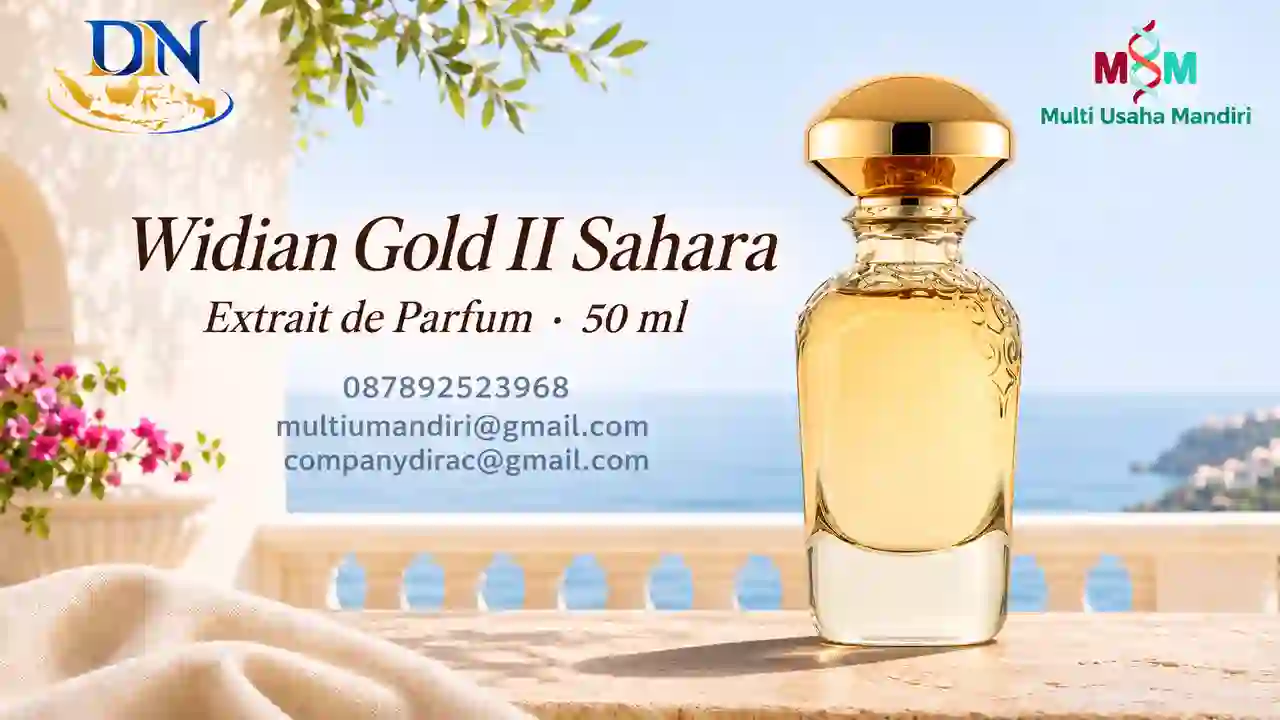 DN
MSM
Multi Usaha Mandiri
Widian Gold II Sahara
Extrait de Parfum · 50 ml
087892523968
multiumandiri@gmail.com
companydirac@gmail.com